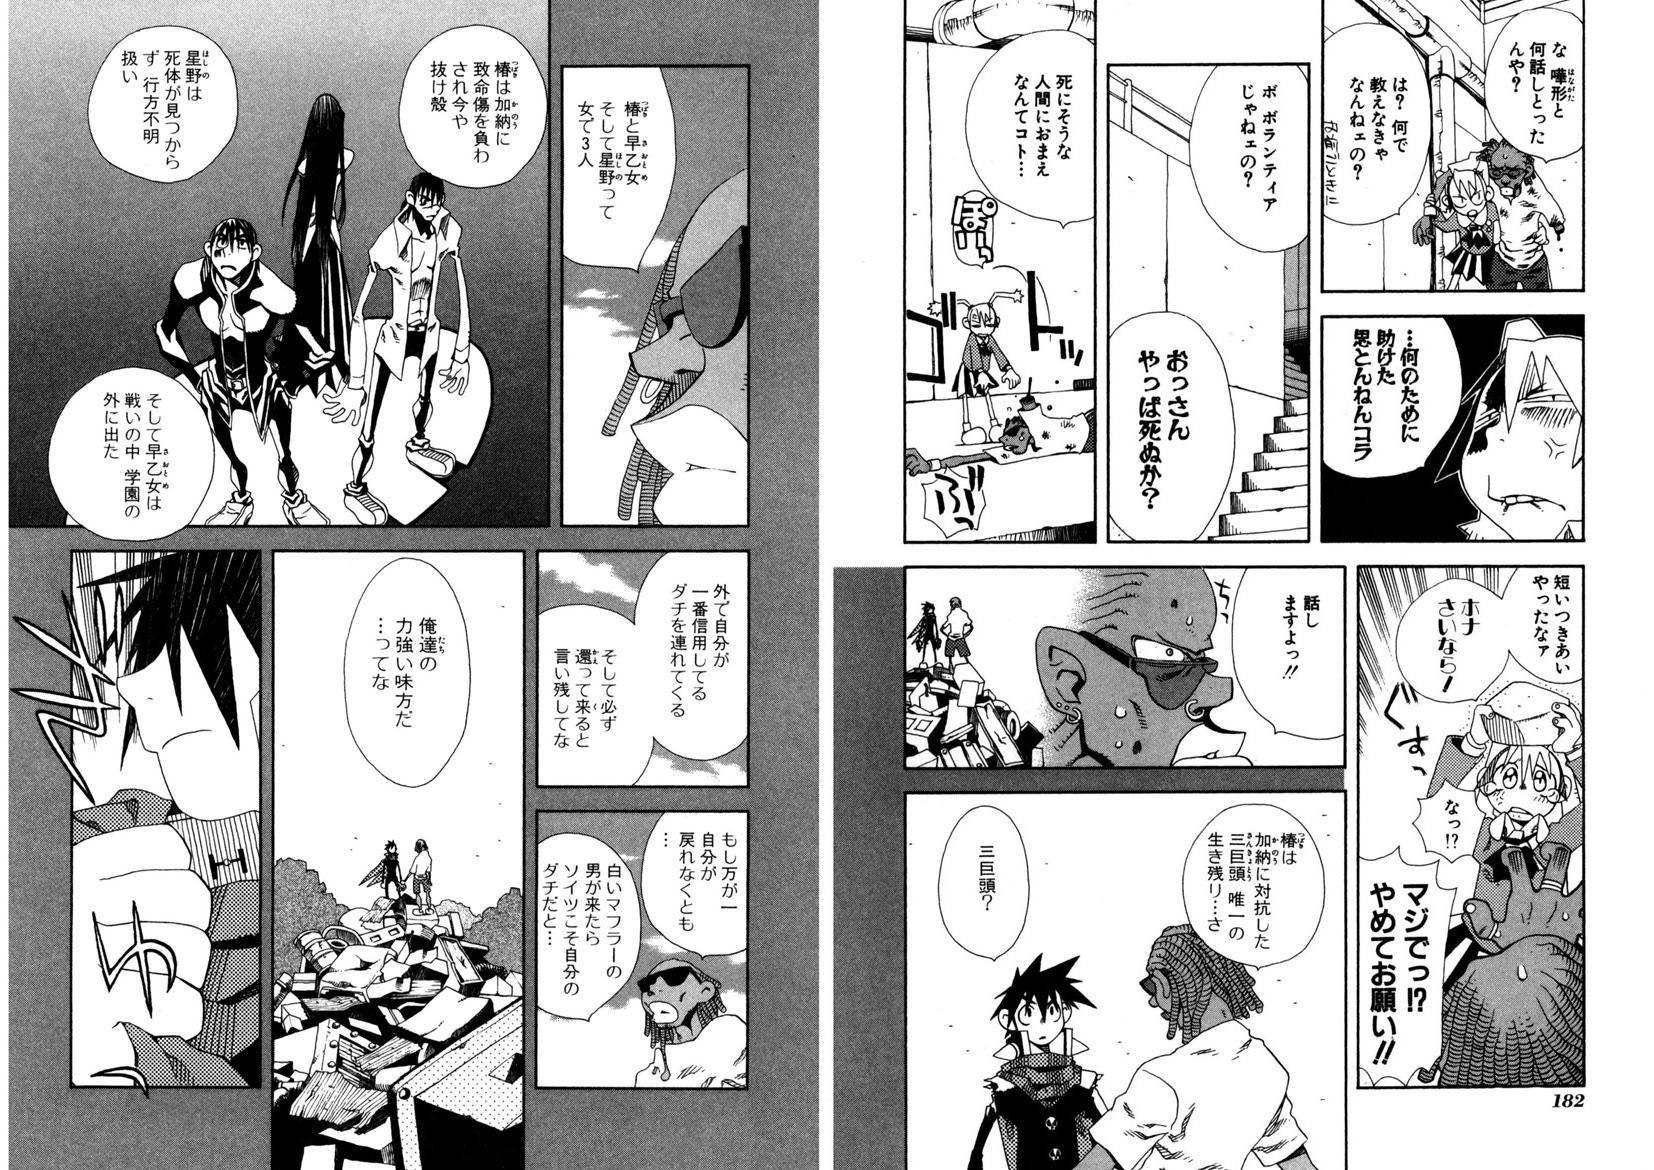 な 嘩形と
何話しとった
んや?
は? 何で
教えなきゃ
なんねェの?
…何のために
助けた
思とんねんコラ
ボ ボランティア
じゃねェの?
おっさん
やっぱ死ぬか?
死にそうな
人間におまえ
なんてコト…
ぽいっ
ぶっ
短いつきあい
やったなァ
ホナ
さいなら!
ぐすっ
なっ!?
マジでっ!?
やめてお願い!!
話し
ますよっ!!
ちっ
椿は
加納に対抗した
三巨頭 唯一の
生き残り…さ
三巨頭?
182
椿と早乙女
そして星野って
女で3人
椿は加納に
致命傷を負わ
され今や
抜け殻
星野は
死体が見つから
ず 行方不明
扱い
そして早乙女は
戦いの中 学園の
外に出た
外で自分が
一番信用してる
ダチを連れてくる
そして必ず
還って来ると
言い残してな
もし万が一
自分が
戻れなくとも
…
白いマフラーの
男が来たら
ソイツこそ自分の
ダチだと…
俺達の
力強い味方だ
…ってな